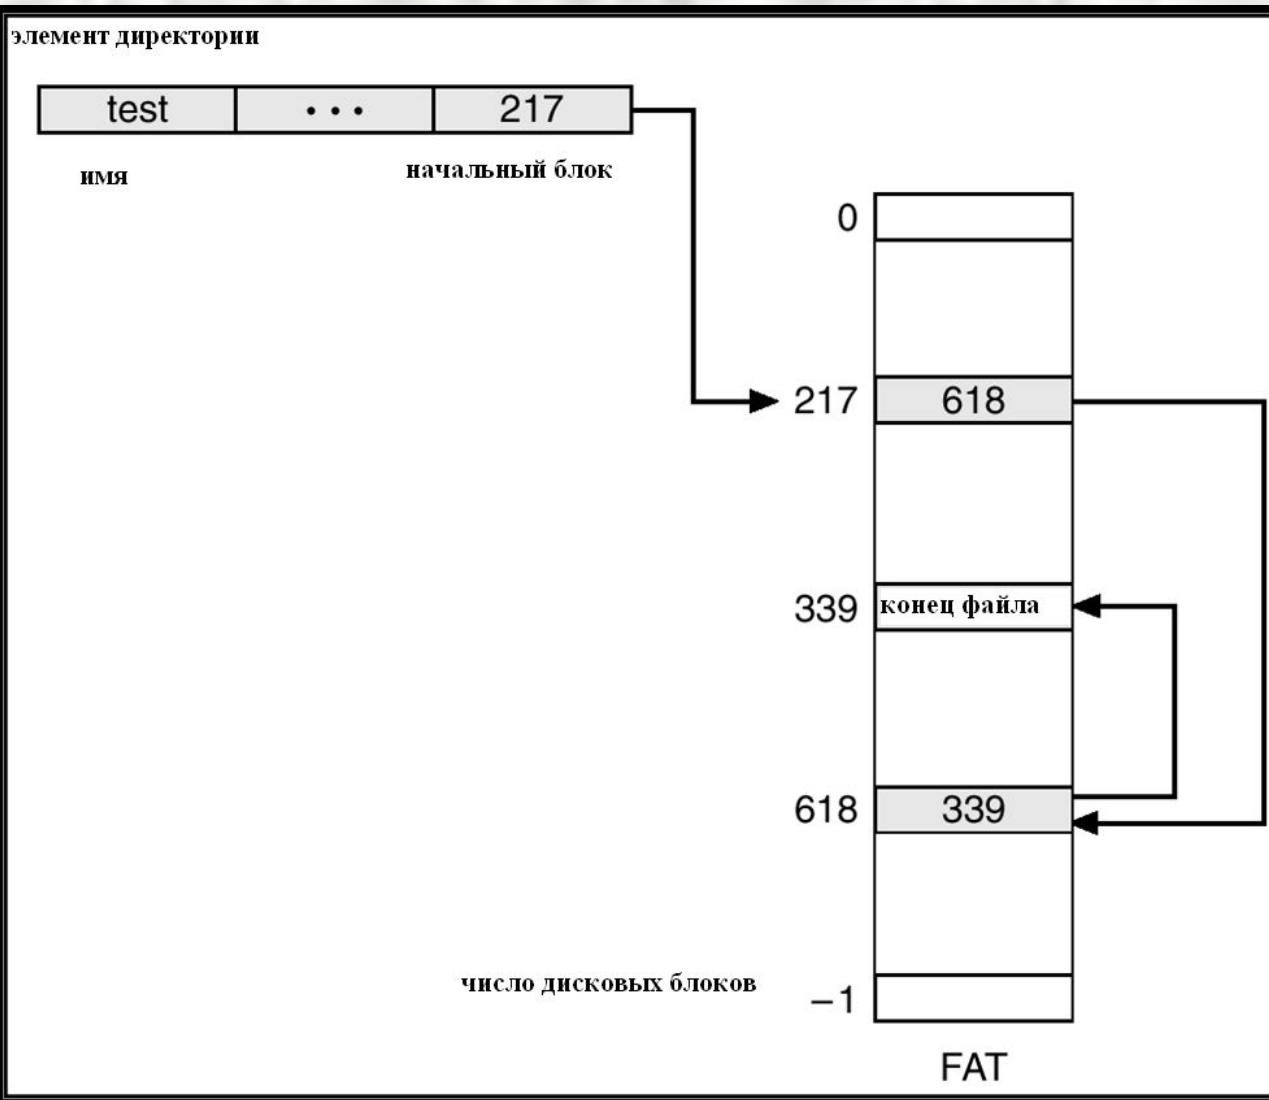 элемент директории
test ... 217
имя начальный блок
0
217 618
339 конец файла
618 339
число дисковых блоков –1
FAT